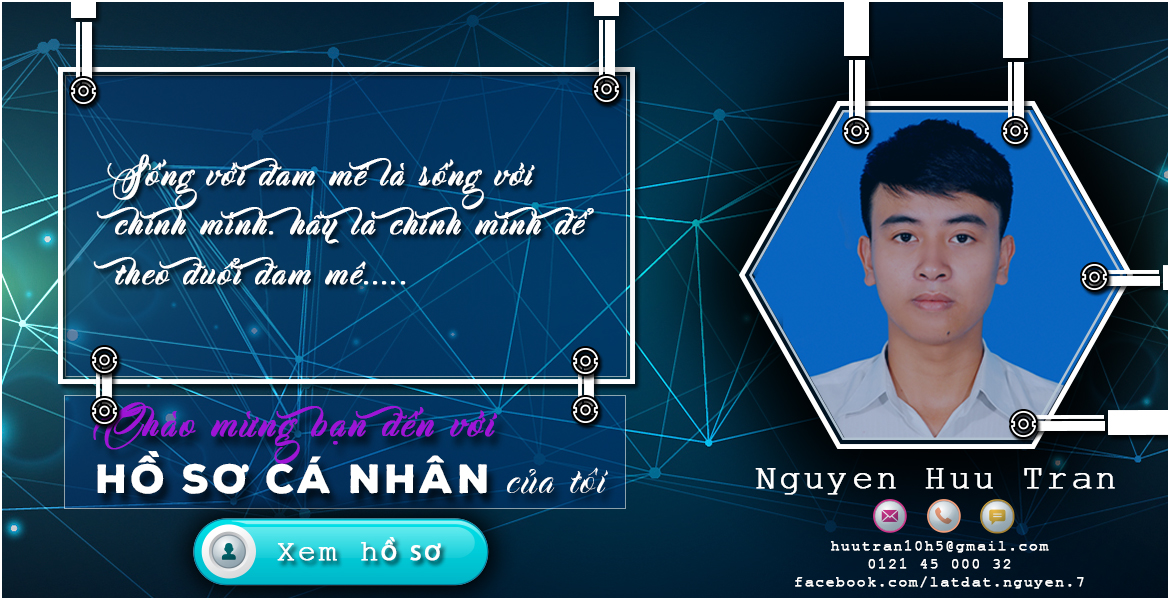 Sống với đam mê là sống với
chính mình. hãy là chính mình để
theo đuổi đam mê.....
Chào mừng bạn đến với
HỒ SƠ CÁ NHÂN của tôi
Xem hồ sơ
Nguyen Huu Tran
huutran10h5@gmail.com
0121 45 000 32
facebook.com/latdat.nguyen.7